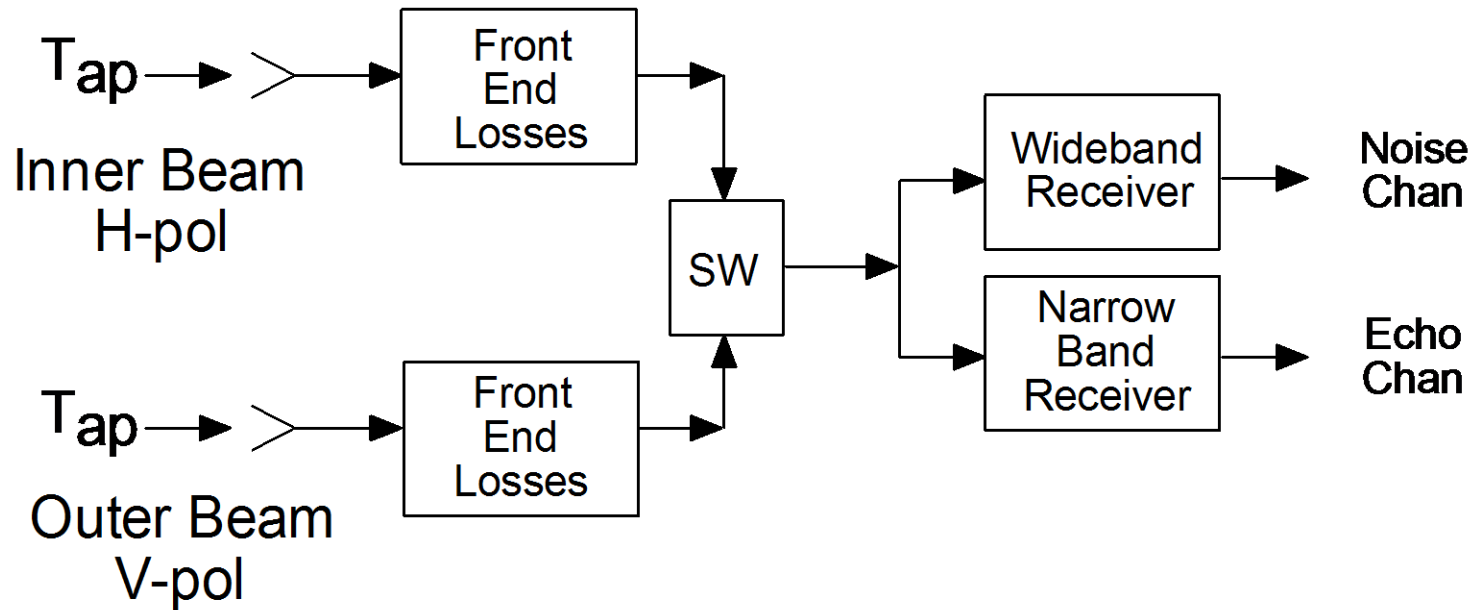 Tap
Inner Beam
H-pol
Front
End
Losses
SW
Wideband
Receiver
Noise
Chan
Narrow
Band
Receiver
Echo
Chan
Tap
Outer Beam
V-pol
Front
End
Losses